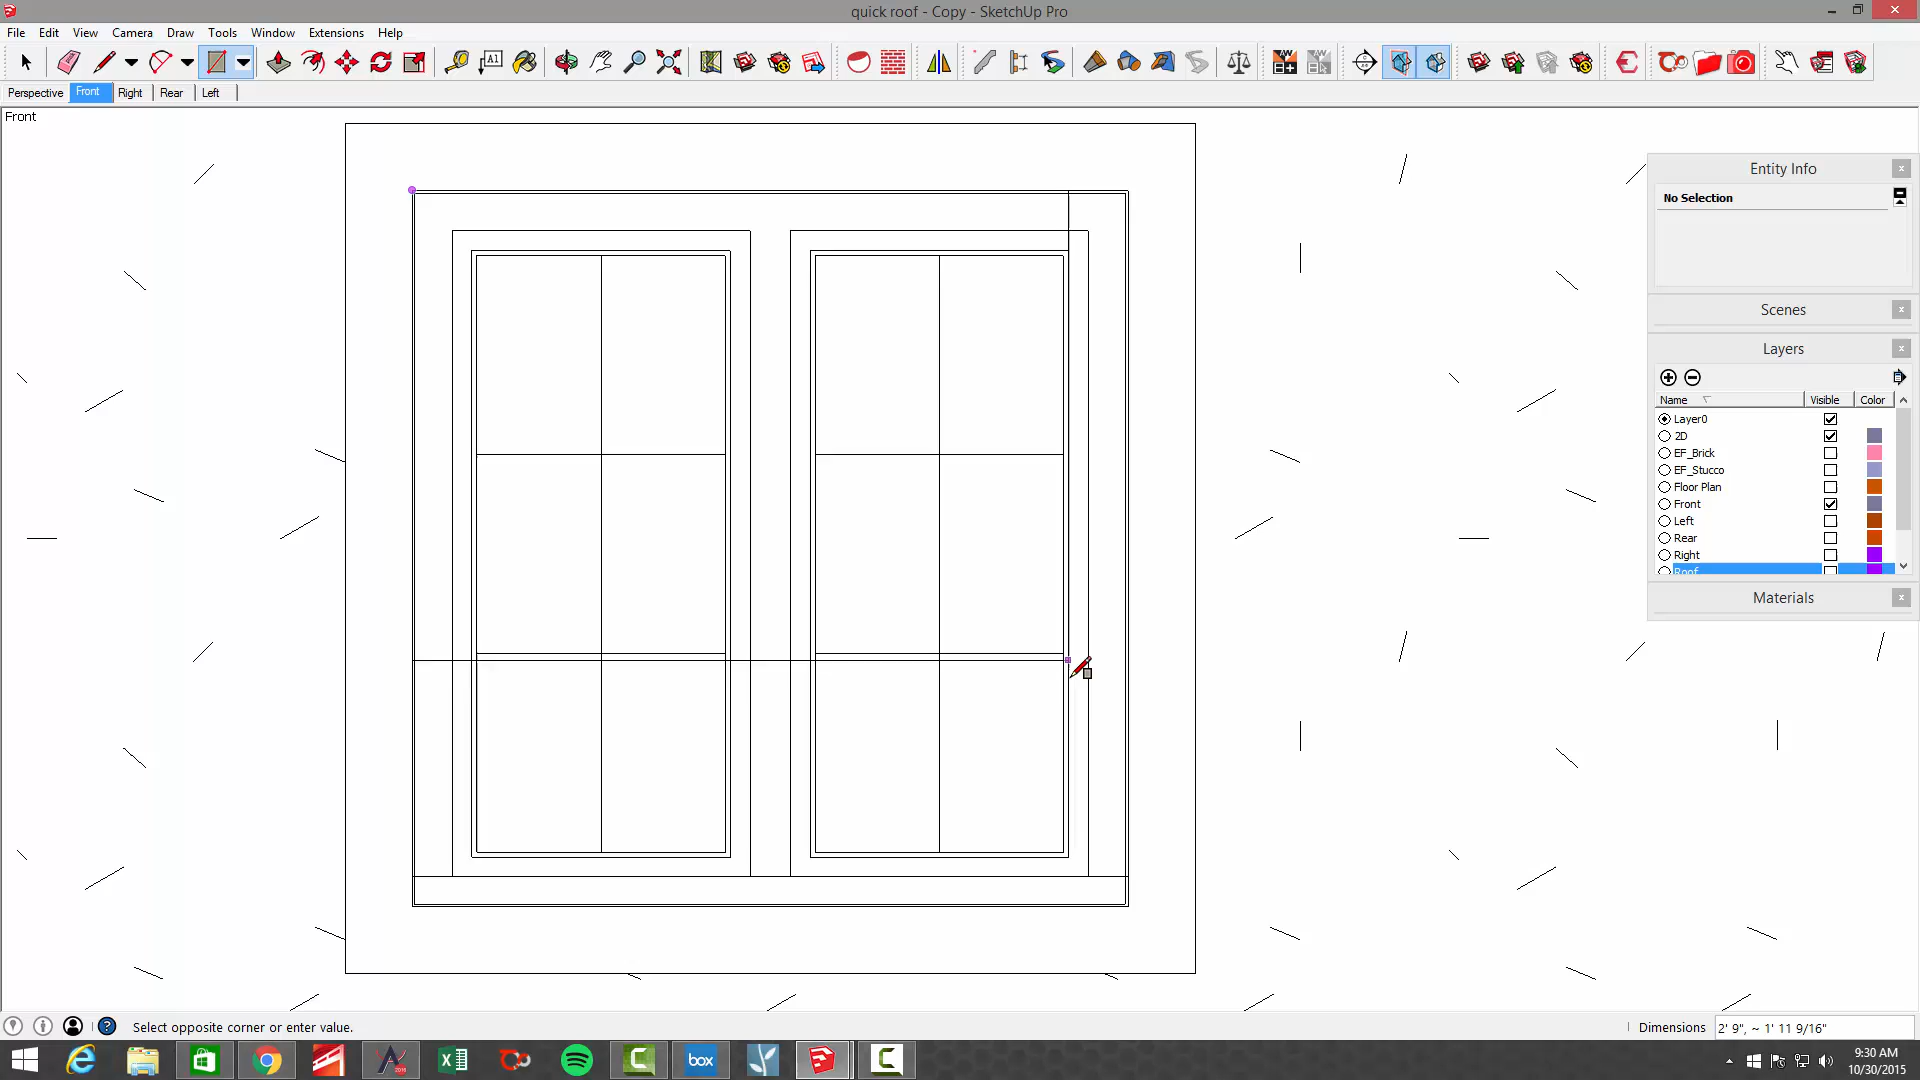 quick roof - Copy - SketchUp Pro
File Edit View Camera Draw Tools Window Extensions Help
A1
Perspective Front Right Rear Left
Front
Entity Info
No Selection
Scenes
Layers
Name Visible Color
Layer0
2D
EF_Brick
EF_Stucco
Floor Plan
Front
Left
Rear
Right
Roof
Materials
Select opposite corner or enter value.
Dimensions 2' 9", ~ 1' 11 9/16"
box
9:30 AM
10/30/2015